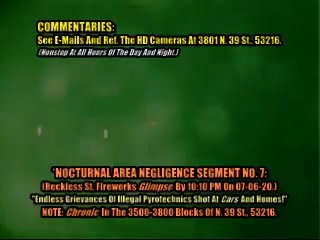 COMMENTARIES:
See E-Mails And Ref. The HD Cameras At 3801 N. 39 St., 53216.
(Nonstop At All Hours Of The Day And Night.)
*NOCTURNAL AREA NEGLIGENCE SEGMENT NO. 7:
(Reckless St. Fireworks Glimpse By 10:10 PM On 07-06-20.)
"Endless Grievances Of Illegal Pyrotechnics Shot At Cars And Homes!"
NOTE: Chronic In The 3500-3800 Blocks Of N. 39 St., 53216.